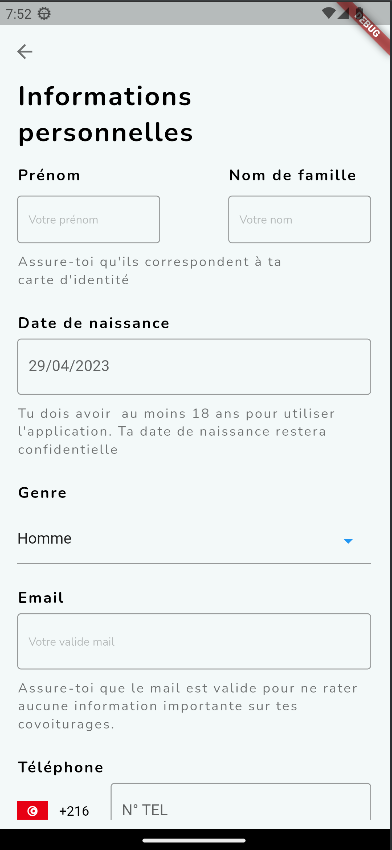 7:52
DEBUG
Informations
personnelles
Prénom Nom de famille
Votre prénom Votre nom
Assure-toi qu'ils correspondent à ta
carte d'identité
Date de naissance
29/04/2023
Tu dois avoir au moins 18 ans pour utiliser
l'application. Ta date de naissance restera
confidentielle
Genre
Homme
Email
Votre valide mail
Assure-toi que le mail est valide pour ne rater
aucune information importante sur tes
covoiturages.
Téléphone
+216 N° TEL